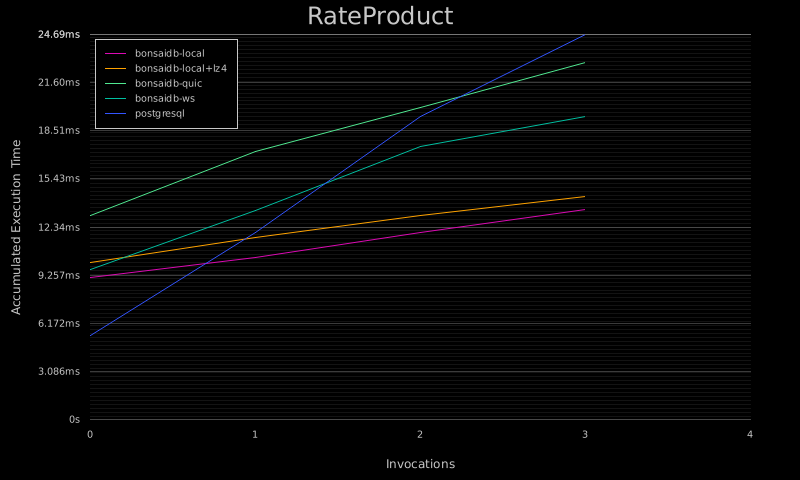 RateProduct
24.69ms
21.60ms
18.51ms
15.43ms
12.34ms
9.257ms
6.172ms
3.086ms
0s
bonsaidb-local
bonsaidb-local+lz4
bonsaidb-quic
bonsaidb-ws
postgresql
Accumulated Execution Time
0 1 2 3 4
Invocations